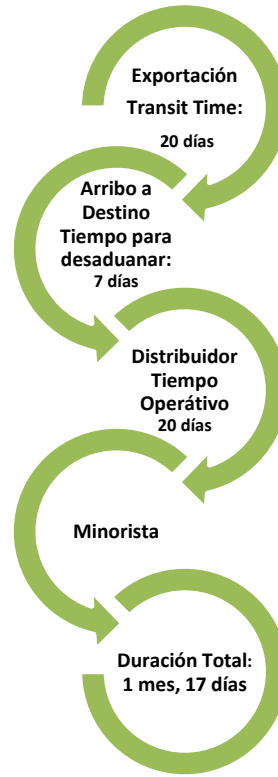 Exportación
Transit Time:
20 días
Arribo a
Destino
Tiempo para
desaduanar:
7 días
Distribuidor
Tiempo
Operátivo
20 días
Minorista
Duración Total:
1 mes, 17 días